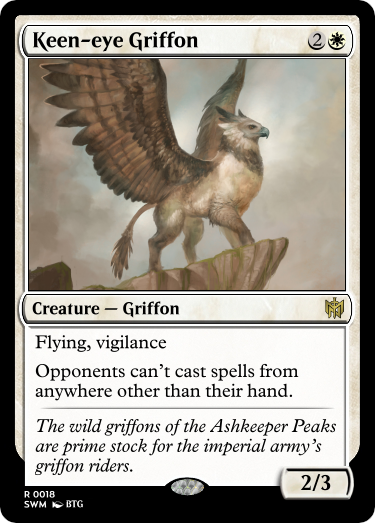 Keen-eye Griffon 2
Creature — Griffon
Flying, vigilance
Opponents can't cast spells from
anywhere other than their hand.
The wild griffons of the Ashkeeper Peaks
are prime stock for the imperial army's
griffon riders.
2/3
R 0018
SWM BTG